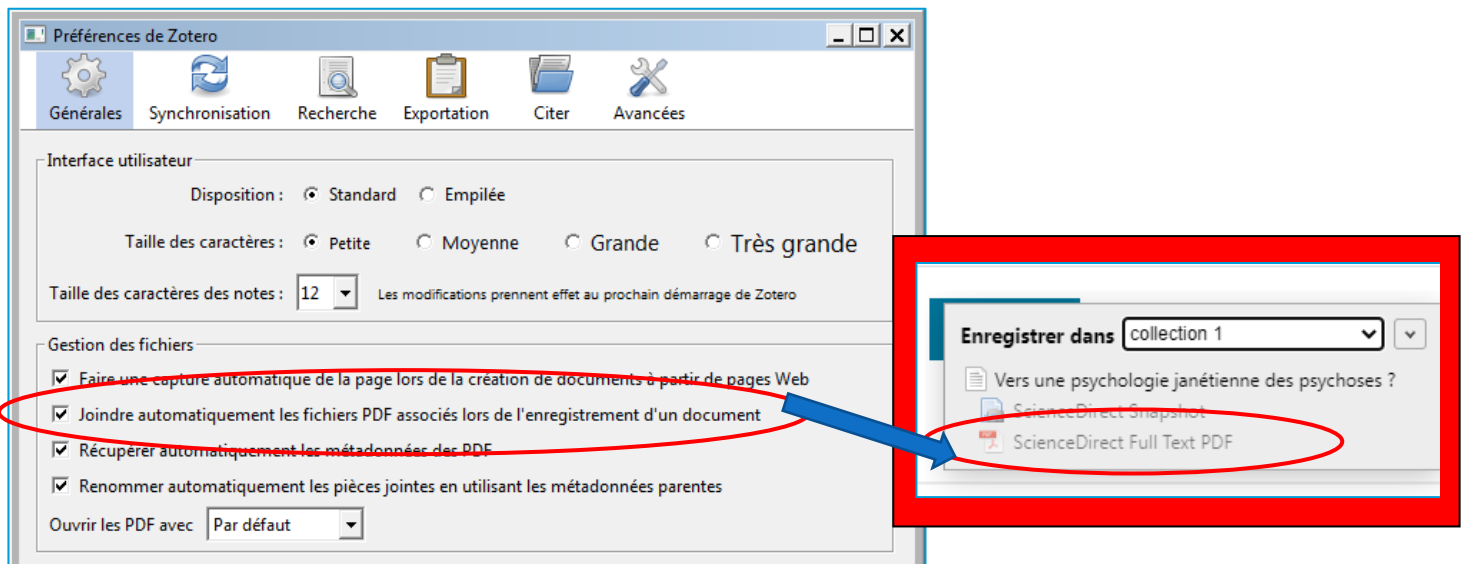 Préférences de Zotero
Générales Synchronisation Recherche Exportation Citer Avancées
Interface utilisateur
Disposition : Standard Empilée
Taille des caractères : Petite Moyenne Grande Très grande
Taille des caractères des notes : 12 Les modifications prennent effet au prochain démarrage de Zotero
Gestion des fichiers
Faire une capture automatique de la page lors de la création de documents à partir de pages Web
Joindre automatiquement les fichiers PDF associés lors de l'enregistrement d'un document
Récupérer automatiquement les métadonnées des PDF
Renommer automatiquement les pièces jointes en utilisant les métadonnées parentes
Ouvrir les PDF avec Par défaut
Enregistrer dans collection 1
Vers une psychologie janétienne des psychoses ?
ScienceDirect Snapshot
ScienceDirect Full Text PDF